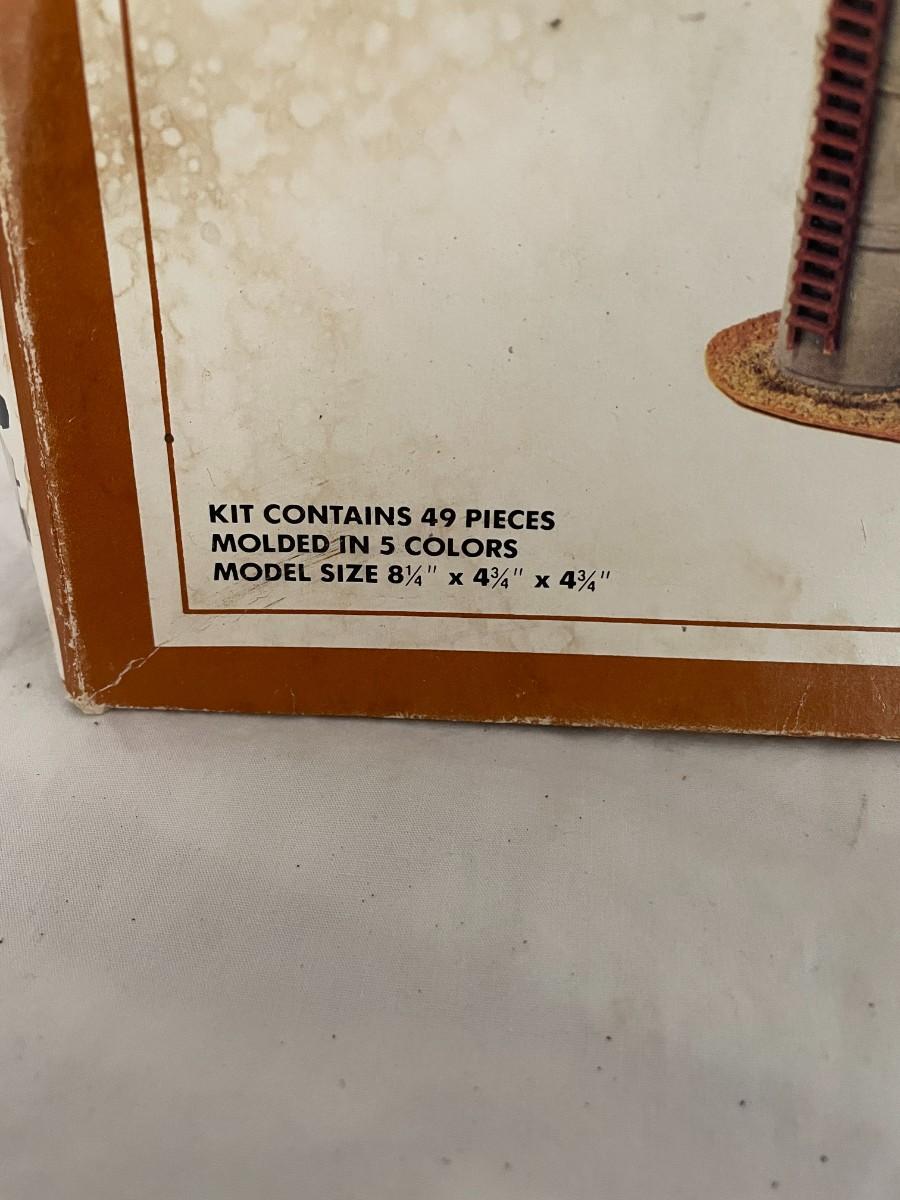 KIT CONTAINS 49 PIECES
MOLDED IN 5 COLORS
MODEL SIZE 8¼" x 4¾" x 4¾"